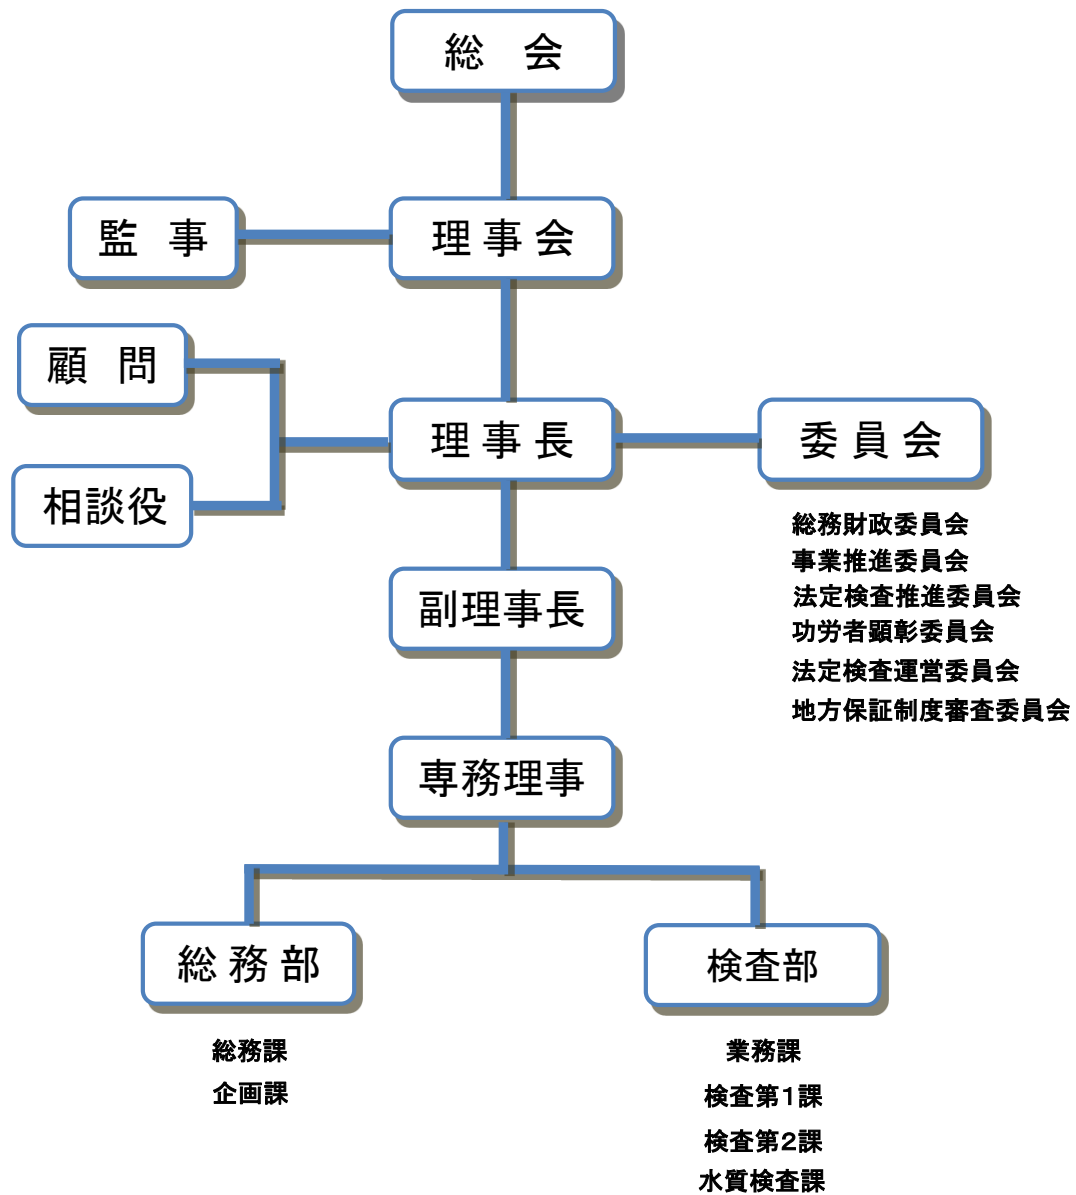 総　会
監　事
理 事 会
顧　問
理 事 長
委 員 会
相談役
総務財政委員会
事業推進委員会
法定検査推進委員会
功労者顕彰委員会
法定検査運営委員会
地方保証制度審査委員会
副理事長
専務理事
総 務 部
検査部
総務課
企画課
業務課
検査第１課
検査第２課
水質検査課